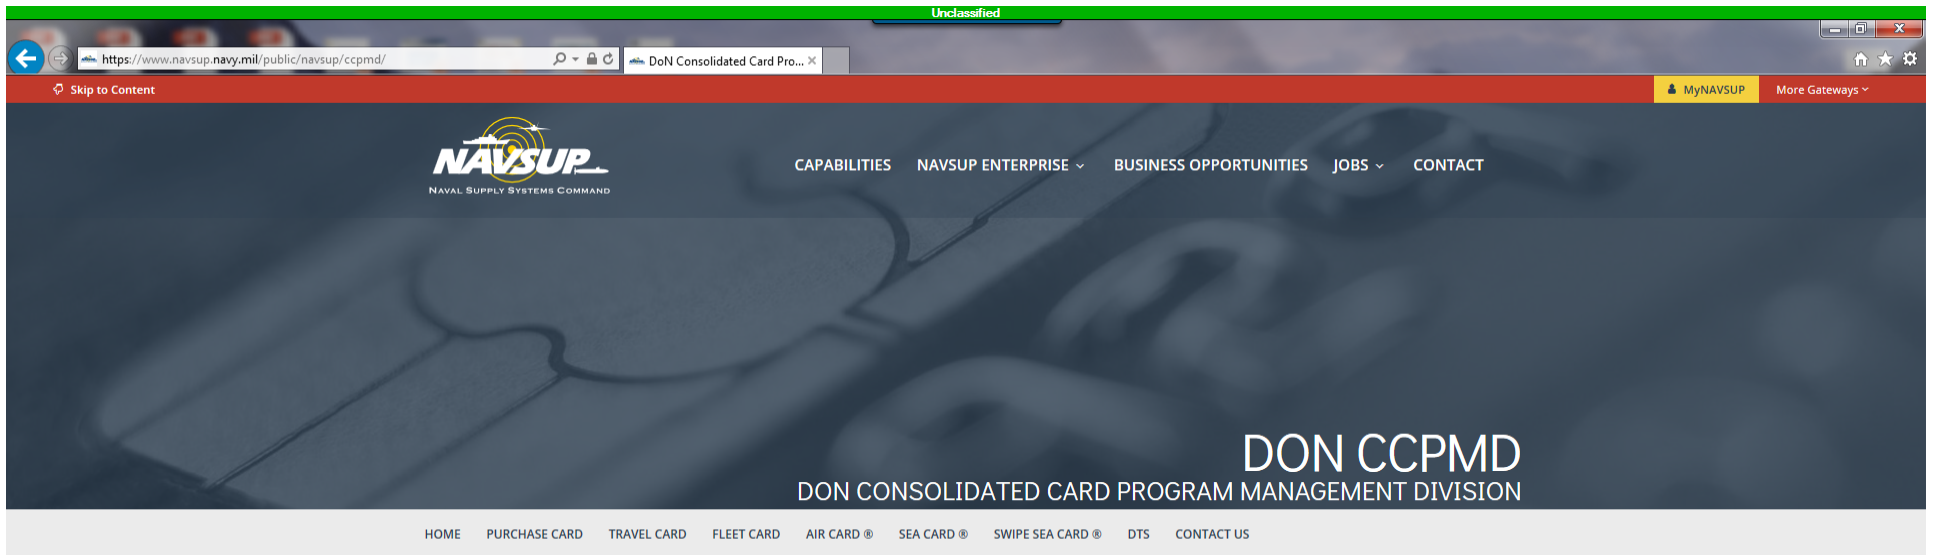 Unclassified
https://www.navsup.navy.mil/public/navsup/ccpmd/
DoN Consolidated Card Pro...
Skip to Content
MyNAVSUP
More Gateways
NAVSUP
NAVAL SUPPLY SYSTEMS COMMAND
CAPABILITIES NAVSUP ENTERPRISE BUSINESS OPPORTUNITIES JOBS CONTACT
DON CCPMD
DON CONSOLIDATED CARD PROGRAM MANAGEMENT DIVISION
HOME PURCHASE CARD TRAVEL CARD FLEET CARD AIR CARD ® SEA CARD ® SWIPE SEA CARD ® DTS CONTACT US